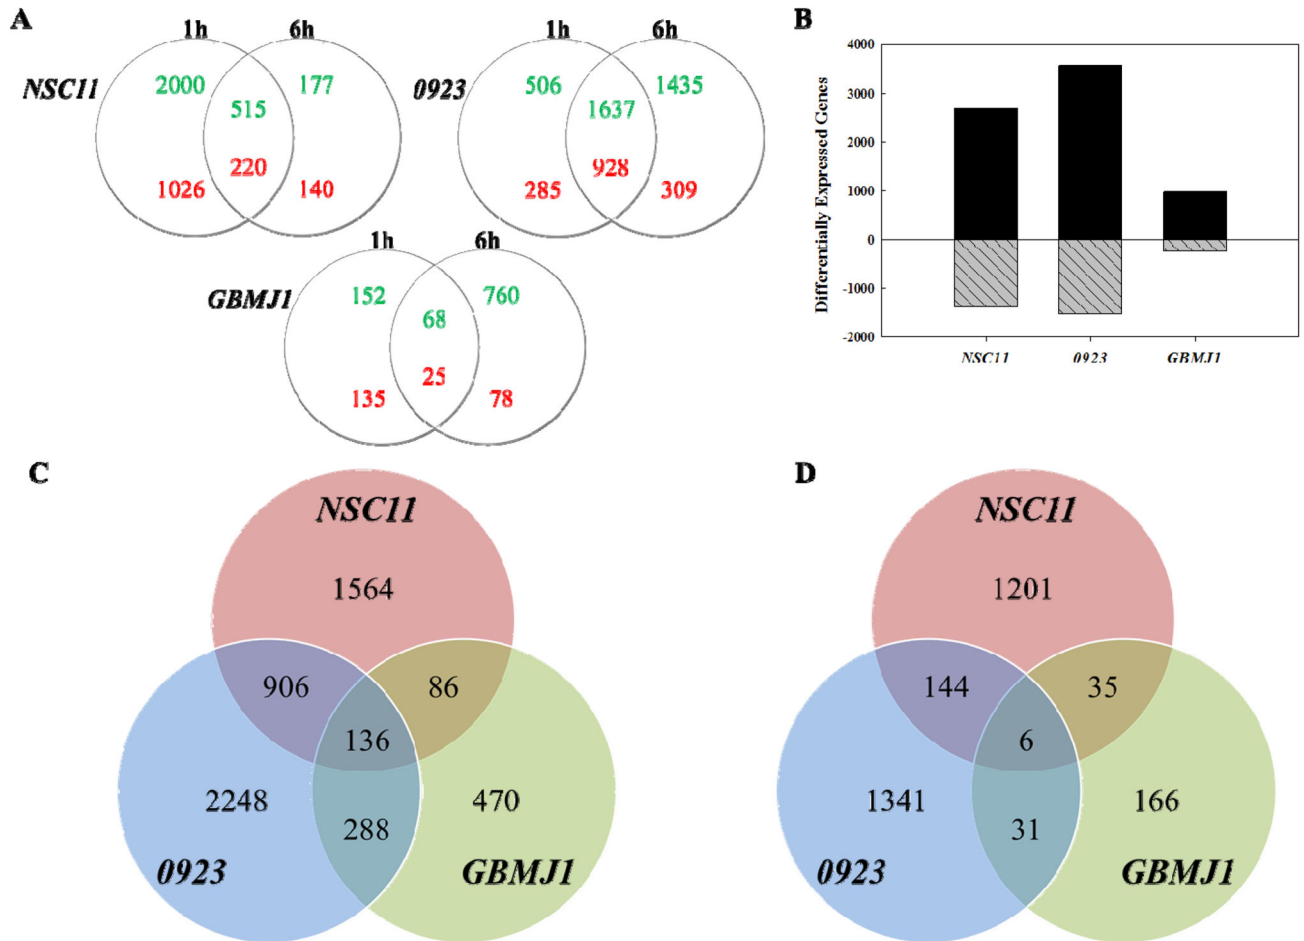 A
1h 6h
NSC11
2000 515 177
1026 220 140
1h 6h
0923
506 1637 1435
285 928 309
1h 6h
GBMJ1
152 68 760
135 25 78
B
Differentially Expressed Genes
4000
3000
2000
1000
0
-1000
-2000
NSC11 0923 GBMJ1
C
NSC11
1564
906 86
136
2248 470
288
0923
GBMJ1
D
NSC11
1201
144 35
6
1341 166
31
0923
GBMJ1